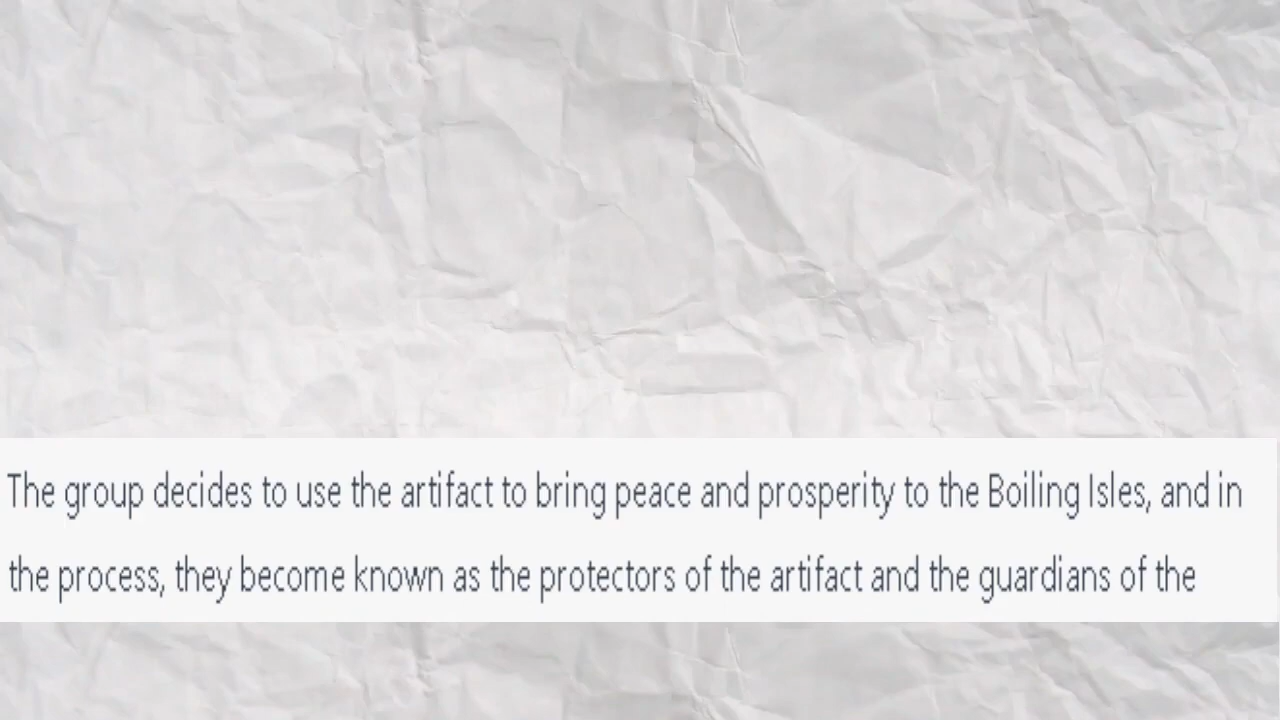 The group decides to use the artifact to bring peace and prosperity to the Boiling Isles, and in
the process, they become known as the protectors of the artifact and the guardians of the